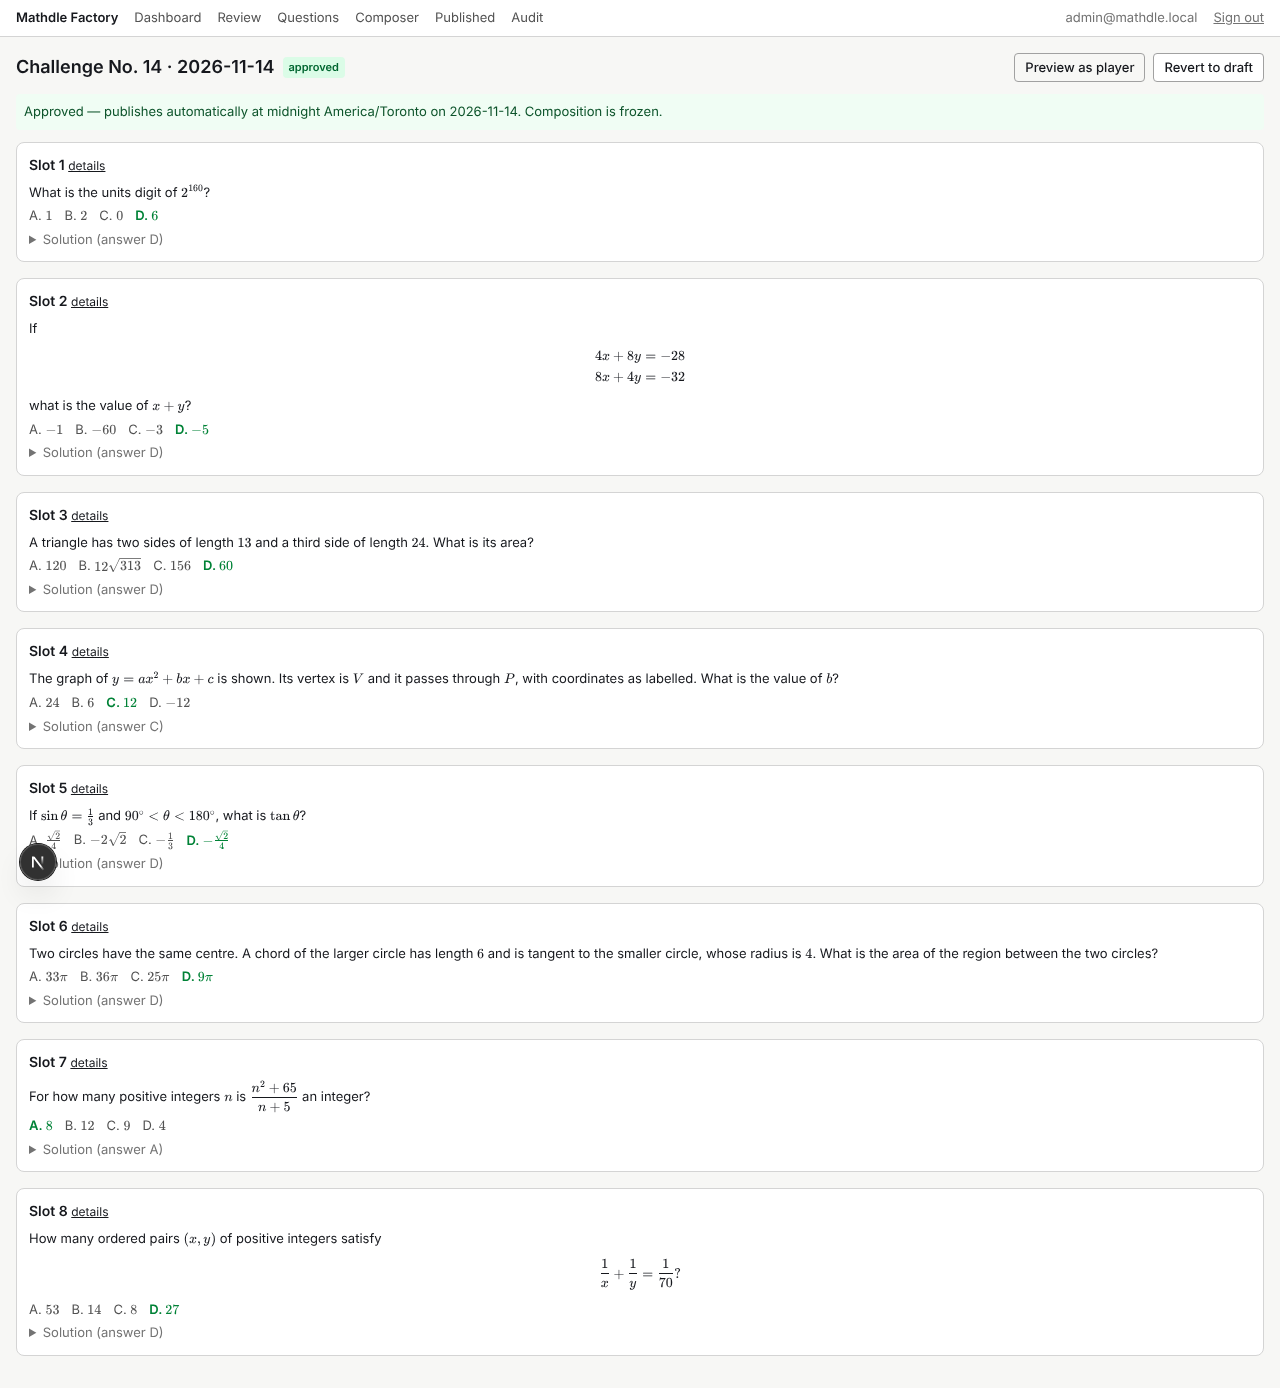 Mathdle Factory Dashboard Review Questions Composer Published Audit admin@mathdle.local Sign out
Challenge No. 14 · 2026-11-14 approved Preview as player Revert to draft
Approved — publishes automatically at midnight America/Toronto on 2026-11-14. Composition is frozen.
Slot 1 details
What is the units digit of 2^160?
A. 1 B. 2 C. 0 D. 6
▶ Solution (answer D)
Slot 2 details
If
4x + 8y = −28
8x + 4y = −32
what is the value of x + y?
A. −1 B. −60 C. −3 D. −5
▶ Solution (answer D)
Slot 3 details
A triangle has two sides of length 13 and a third side of length 24. What is its area?
A. 120 B. 12√313 C. 156 D. 60
▶ Solution (answer D)
Slot 4 details
The graph of y = ax² + bx + c is shown. Its vertex is V and it passes through P, with coordinates as labelled. What is the value of b?
A. 24 B. 6 C. 12 D. −12
▶ Solution (answer C)
Slot 5 details
If sin θ = 1/3 and 90° < θ < 180°, what is tan θ?
A. √2/4 B. −2√2 C. −1/3 D. −√2/4
lution (answer D)
Slot 6 details
Two circles have the same centre. A chord of the larger circle has length 6 and is tangent to the smaller circle, whose radius is 4. What is the area of the region between the two circles?
A. 33π B. 36π C. 25π D. 9π
▶ Solution (answer D)
Slot 7 details
For how many positive integers n is (n² + 65)/(n + 5) an integer?
A. 8 B. 12 C. 9 D. 4
▶ Solution (answer A)
Slot 8 details
How many ordered pairs (x, y) of positive integers satisfy
1/x + 1/y = 1/70?
A. 53 B. 14 C. 8 D. 27
▶ Solution (answer D)